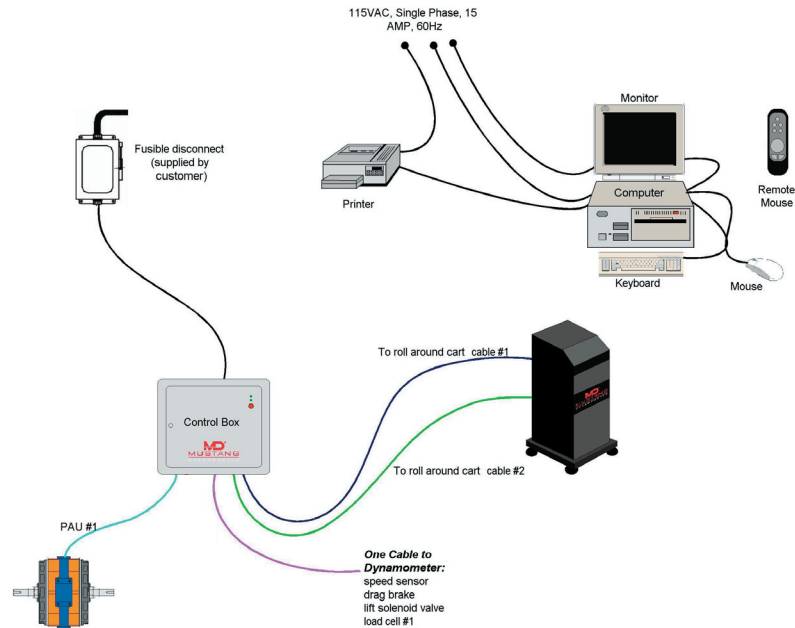 115VAC, Single Phase, 15
AMP, 60Hz
Monitor
Fusible disconnect
(supplied by
customer)
Computer
Printer
Remote
Mouse
Keyboard
Mouse
To roll around cart cable #1
Control Box
MD
MUSTANG
MD
To roll around cart cable #2
PAU #1
One Cable to
Dynamometer:
speed sensor
drag brake
lift solenoid valve
load cell #1